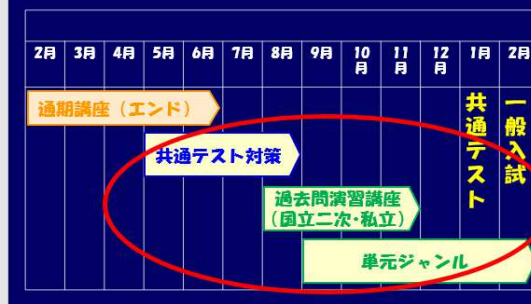 2月 3月 4月 5月 6月 7月 8月 9月 10月 11月 12月 1月 2月
通期講座（エンド）
共通テスト対策
過去問演習講座
（国立二次・私立）
単元ジャンル
共通テスト
一般入試